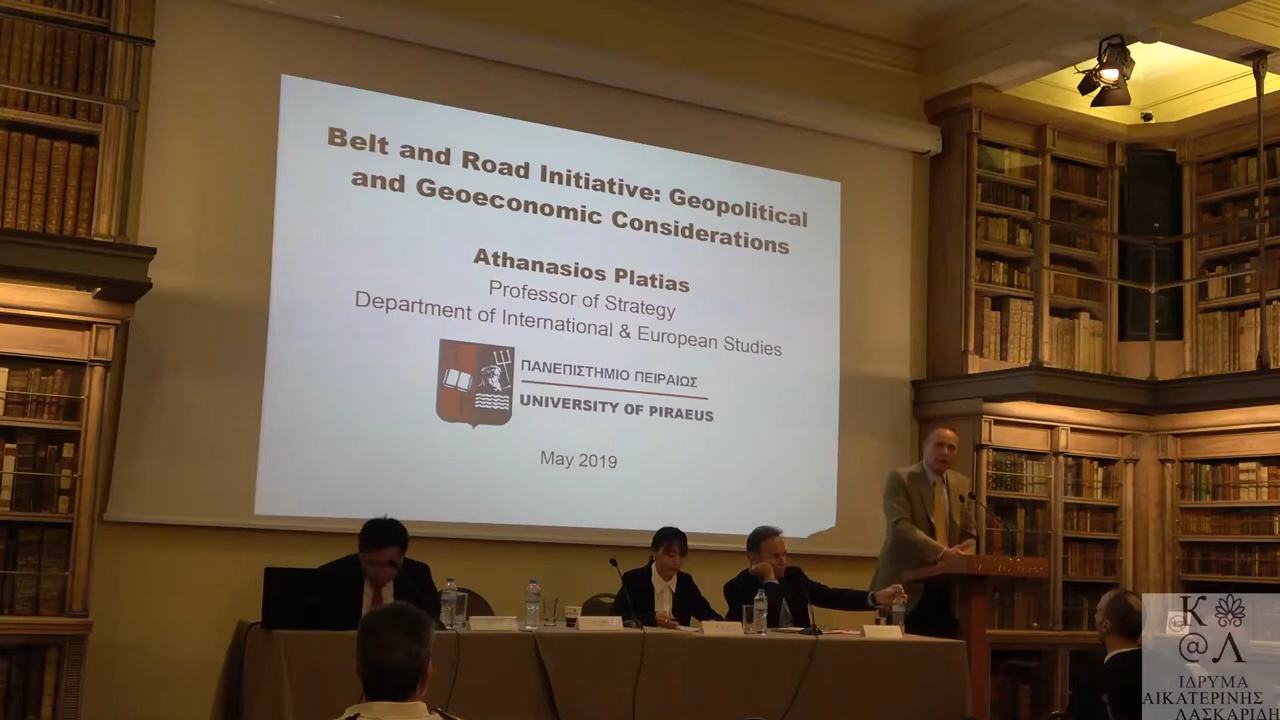 Belt and Road Initiative: Geopolitical
and Geoeconomic Considerations
Athanasios Platias
Professor of Strategy
Department of International & European Studies
ΠΑΝΕΠΙΣΤΗΜΙΟ ΠΕΙΡΑΙΩΣ
UNIVERSITY OF PIRAEUS
May 2019
Κ
@ Λ
ΙΔΡΥΜΑ
ΑΙΚΑΤΕΡΙΝΗΣ
ΛΑΣΚΑΡΙΔΗ